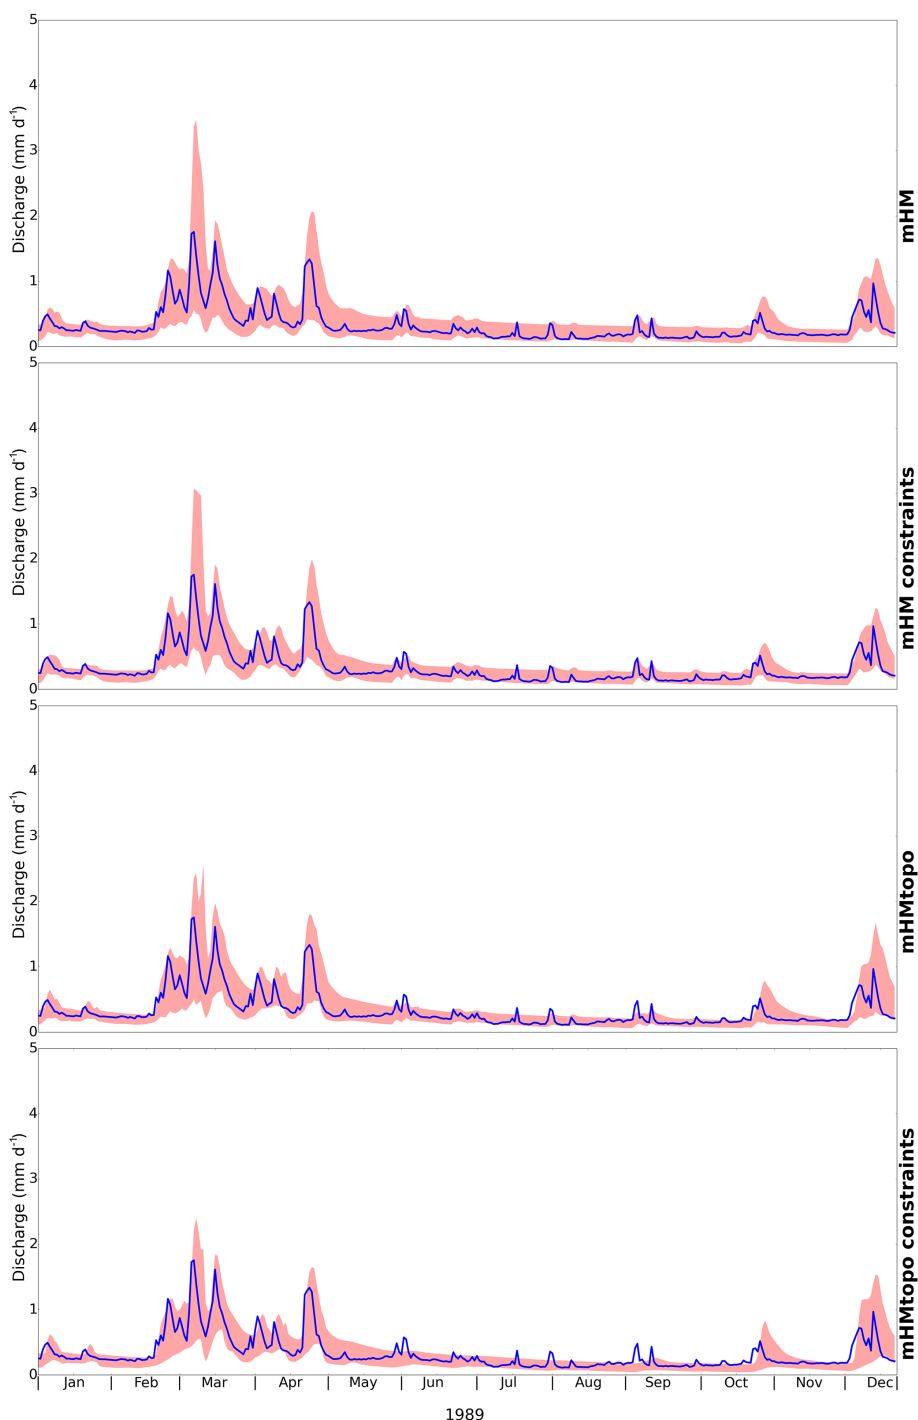 5
4
3
2
1
0
Discharge (mm d⁻¹)
mHM
5
4
3
2
1
0
Discharge (mm d⁻¹)
mHM constraints
5
4
3
2
1
0
Discharge (mm d⁻¹)
mHMtopo
5
4
3
2
1
0
Discharge (mm d⁻¹)
mHMtopo constraints
Jan Feb Mar Apr May Jun Jul Aug Sep Oct Nov Dec
1989